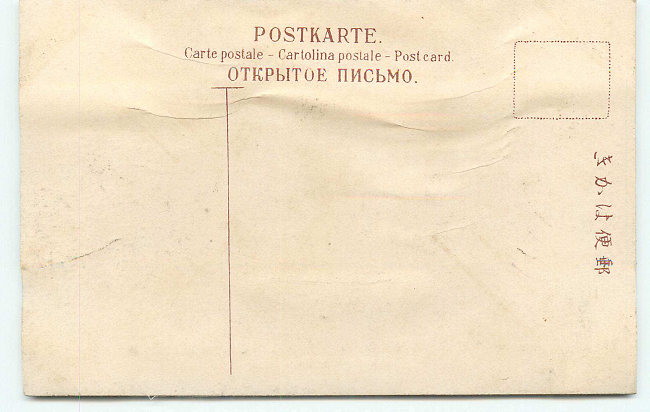 POSTKARTE.
Carte postale – Cartolina postale – Post card.
ОТКРЫТОЕ ПИСЬМО.
きかは便郵